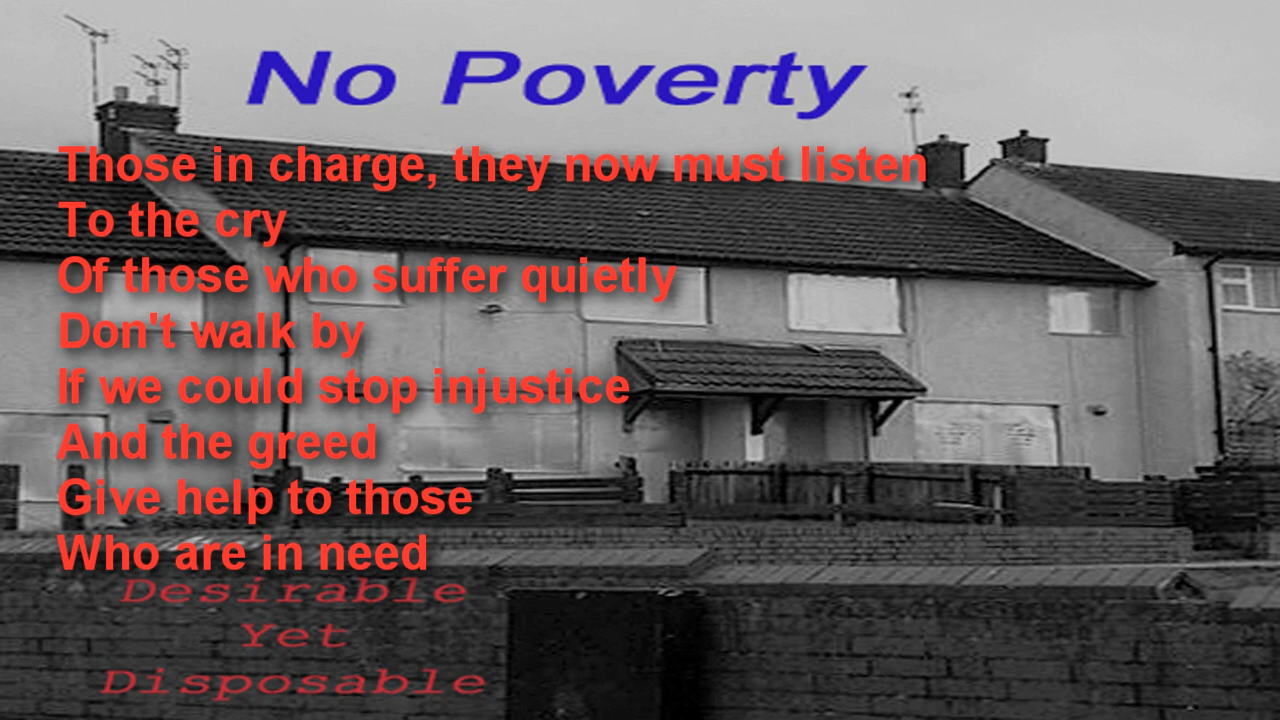 No Poverty
Those in charge, they now must listen
To the cry
Of those who suffer quietly
Don't walk by
If we could stop injustice
And the greed
Give help to those
Who are in need
Desirable
Yet
Disposable